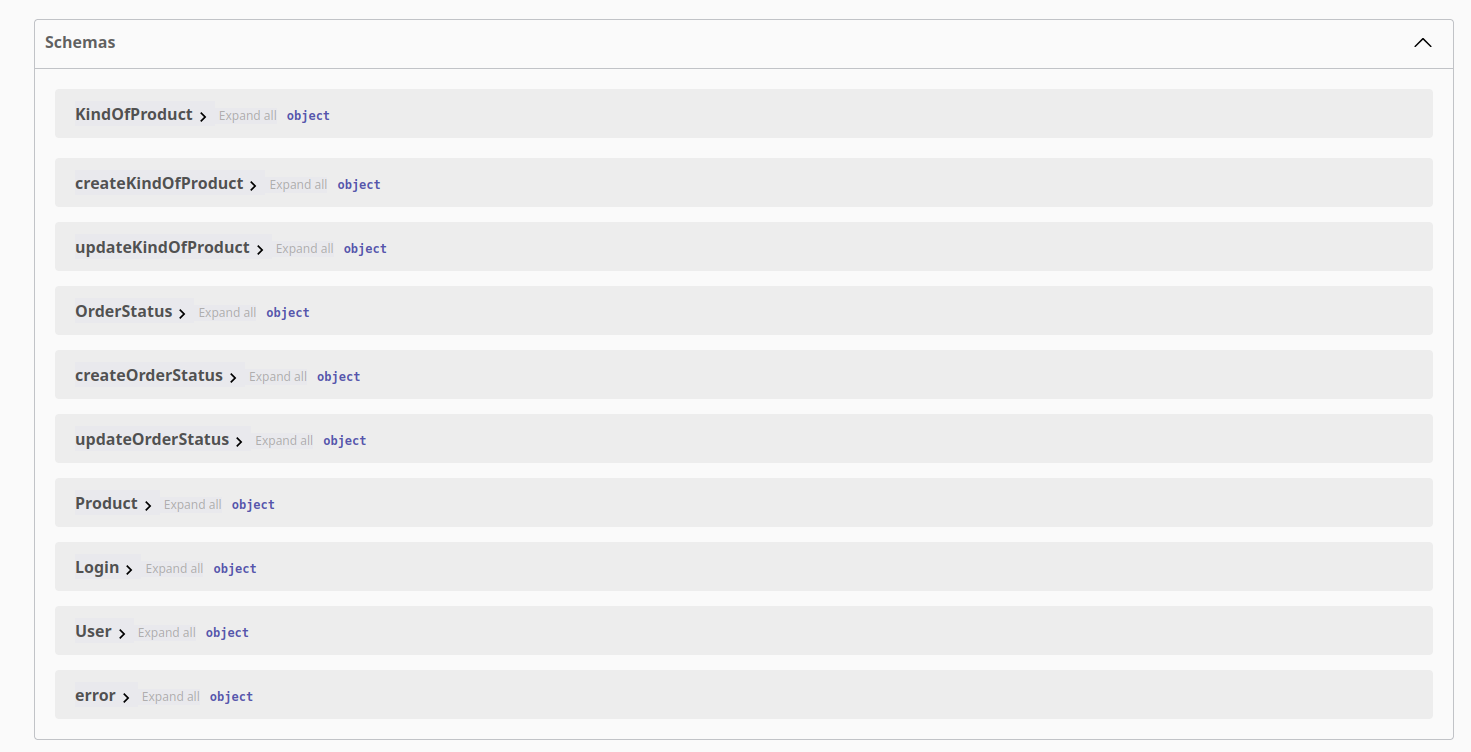 Schemas
KindOfProduct Expand all object
createKindOfProduct Expand all object
updateKindOfProduct Expand all object
OrderStatus Expand all object
createOrderStatus Expand all object
updateOrderStatus Expand all object
Product Expand all object
Login Expand all object
User Expand all object
error Expand all object